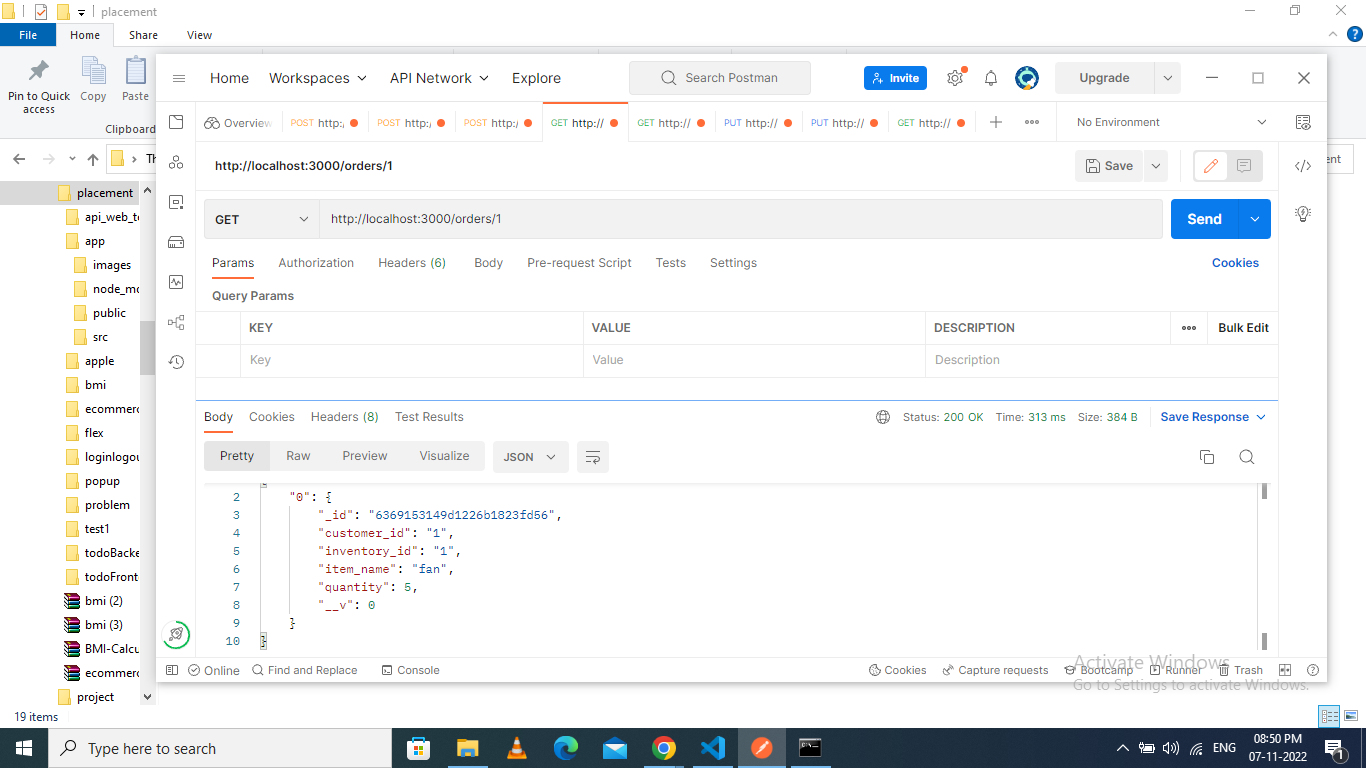 placement
File Home Share View
Pin to Quick access
Copy
Paste
Clipboard
Home Workspaces API Network Explore
Search Postman
Invite
Upgrade
Overview
POST http:/
POST http:/
POST http:/
GET http://
GET http://
PUT http://
PUT http://
GET http://
No Environment
http://localhost:3000/orders/1
Save
GET http://localhost:3000/orders/1
Send
Params Authorization Headers (6) Body Pre-request Script Tests Settings
Cookies
Query Params
KEY VALUE DESCRIPTION
Bulk Edit
Key Value Description
Body Cookies Headers (8) Test Results
Status: 200 OK Time: 313 ms Size: 384 B
Save Response
Pretty Raw Preview Visualize
JSON
2 "0": {
3 "_id": "6369153149d1226b1823fd56",
4 "customer_id": "1",
5 "inventory_id": "1",
6 "item_name": "fan",
7 "quantity": 5,
8 "__v": 0
9 }
10 }
Online Find and Replace Console
Cookies Capture requests Bootcamp Runner Trash
Activate Windows
Go to Settings to activate Windows.
placement
api_web_t
app
images
node_mo
public
src
apple
bmi
ecommerc
flex
loginlogou
popup
problem
test1
todoBacke
todoFront
bmi (2)
bmi (3)
BMI-Calcu
ecommerc
project
19 items
Type here to search
ENG
08:50 PM
07-11-2022
1